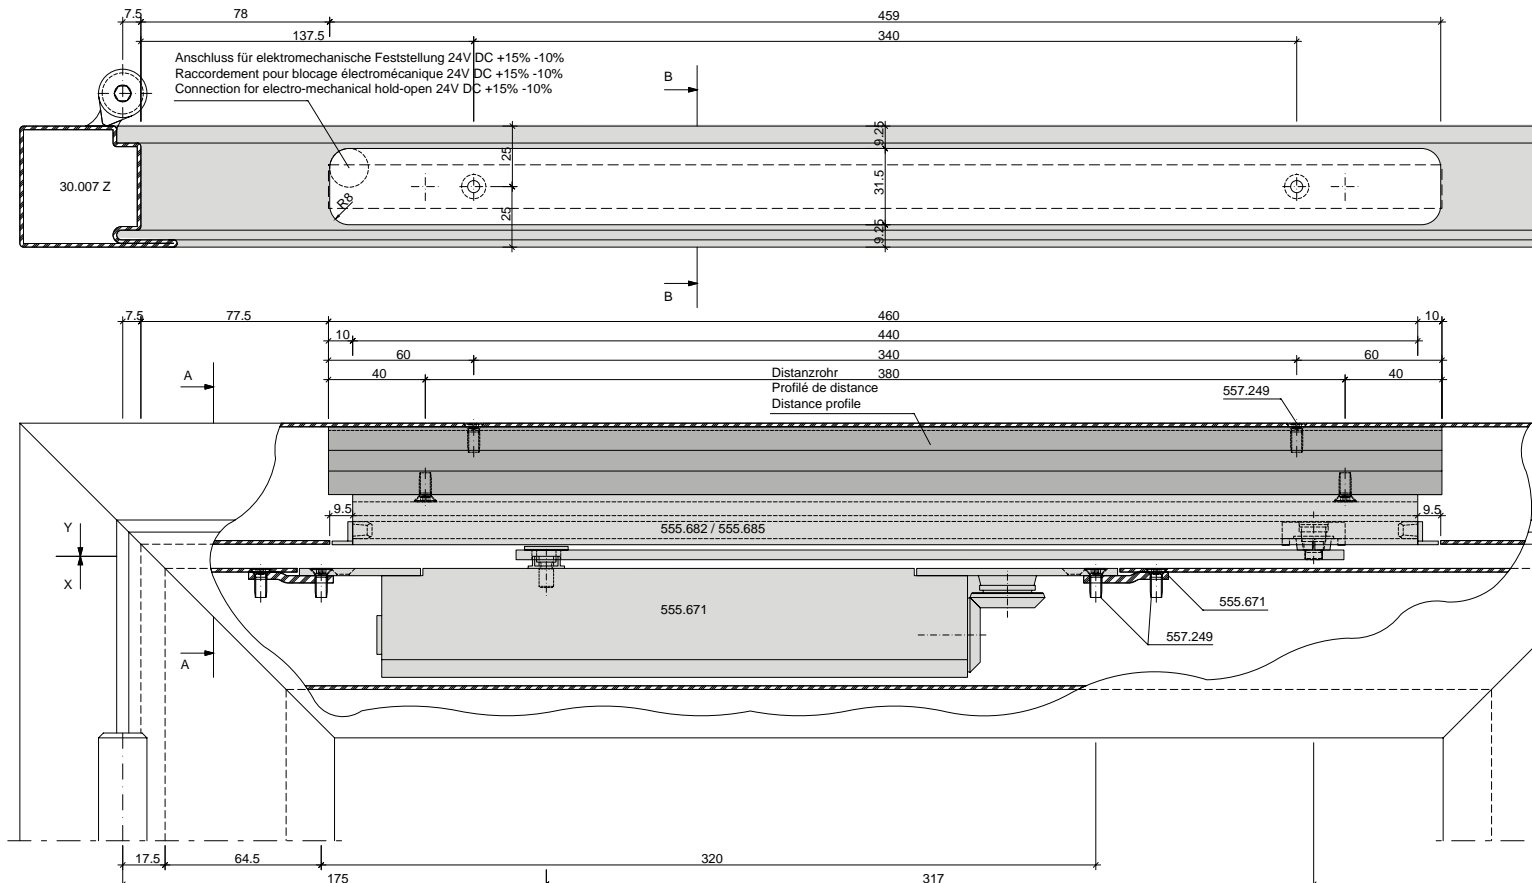 7.5 78 459
137.5 340
Anschluss für elektromechanische Feststellung 24V DC +15% -10%
Raccordement pour blocage électromécanique 24V DC +15% -10%
Connection for electro-mechanical hold-open 24V DC +15% -10%
B
9.25
25
31.5
30.007 Z
R8
25
9.25
B
7.5 77.5 460 10
10 440
60 340 60
A 40 380 40
Distanzrohr
Profilé de distance
Distance profile
557.249
9.5 9.5
Y 555.682 / 555.685
X
555.671 555.671
557.249
A
17.5 64.5 320
175 317